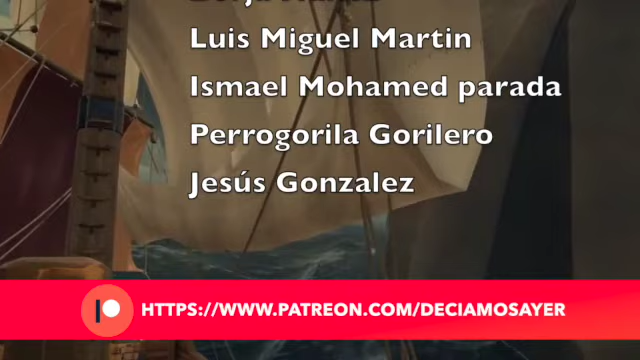 Luis Miguel Martin
Ismael Mohamed parada
Perrogorila Gorilero
Jesús Gonzalez
HTTPS://WWW.PATREON.COM/DECIAMOSAYER